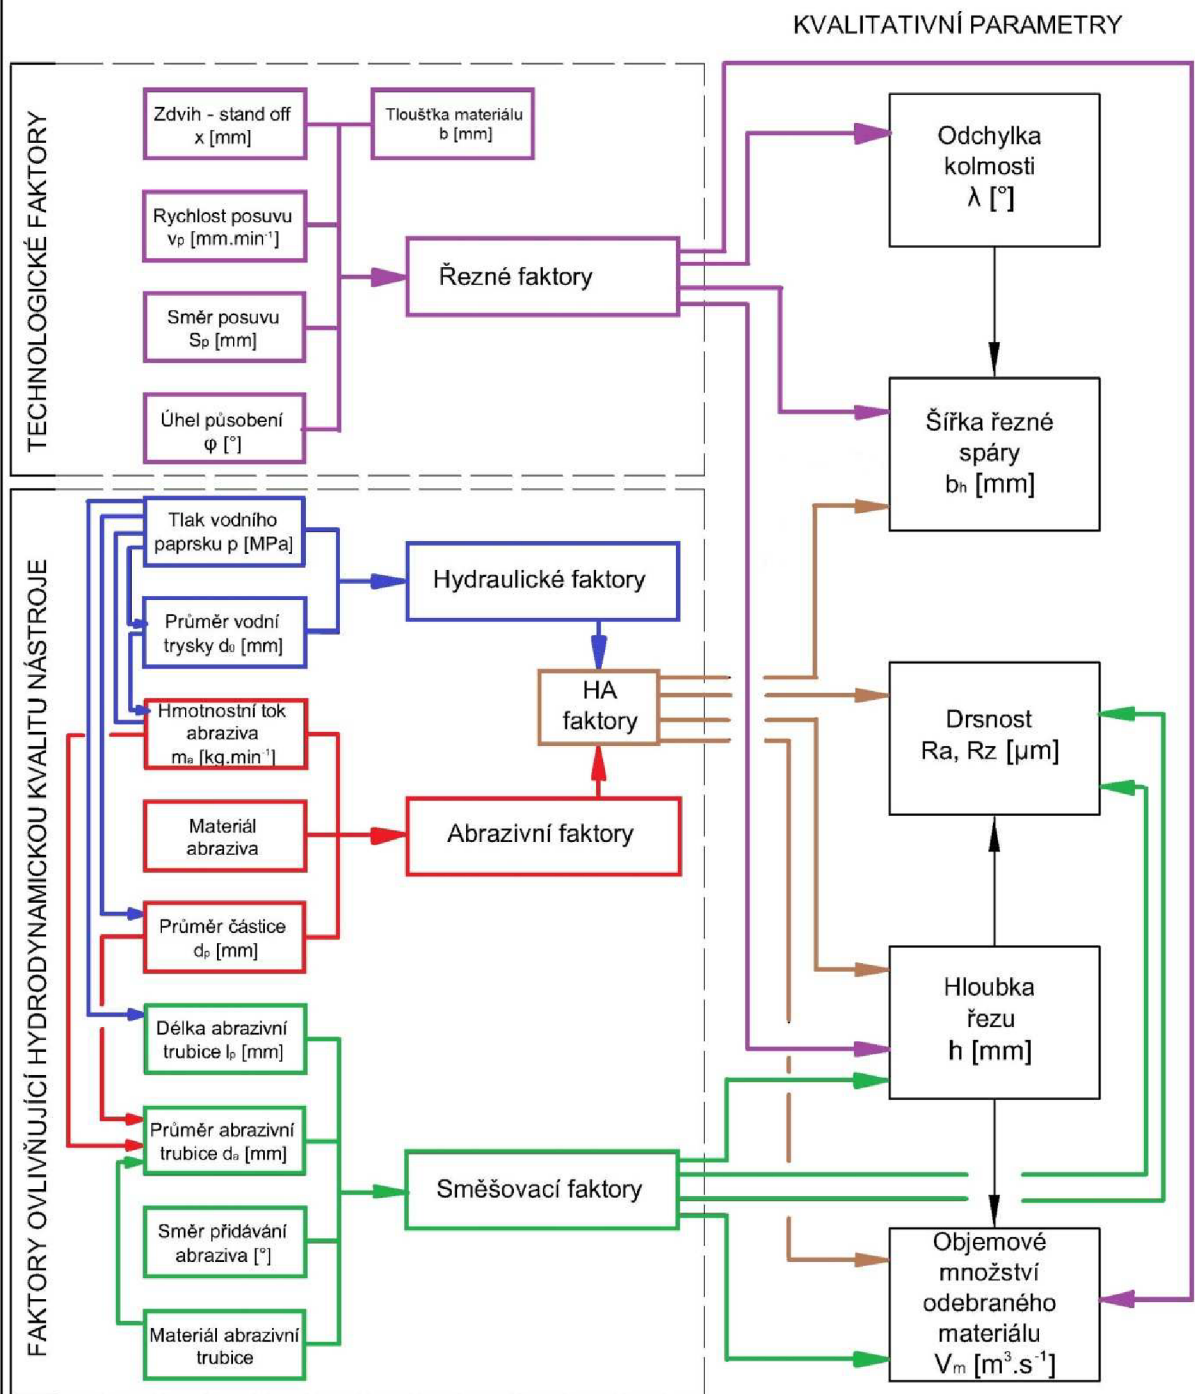 KVALITATIVNÍ PARAMETRY
TECHNOLOGICKÉ FAKTORY
Zdvih - stand off
x [mm]
Tloušťka materiálu
b [mm]
Rychlost posuvu
vₚ [mm.min⁻¹]
Směr posuvu
Sₚ [mm]
Úhel působení
φ [°]
Řezné faktory
Odchylka
kolmosti
λ [°]
Šířka řezné
spáry
bₕ [mm]
FAKTORY OVLIVŇUJÍCÍ HYDRODYNAMICKOU KVALITU NÁSTROJE
Tlak vodního
paprsku p [MPa]
Průměr vodní
trysky d₀ [mm]
Hmotnostní tok
abraziva
mₐ [kg.min⁻¹]
Materiál
abraziva
Průměr částice
dₚ [mm]
Délka abrazivní
trubice lₚ [mm]
Průměr abrazivní
trubice dₐ [mm]
Směr přidávání
abraziva [°]
Materiál abrazivní
trubice
Hydraulické faktory
HA
faktory
Abrazivní faktory
Směšovací faktory
Drsnost
Ra, Rz [μm]
Hloubka
řezu
h [mm]
Objemové
množství
odebraného
materiálu
Vₘ [m³.s⁻¹]